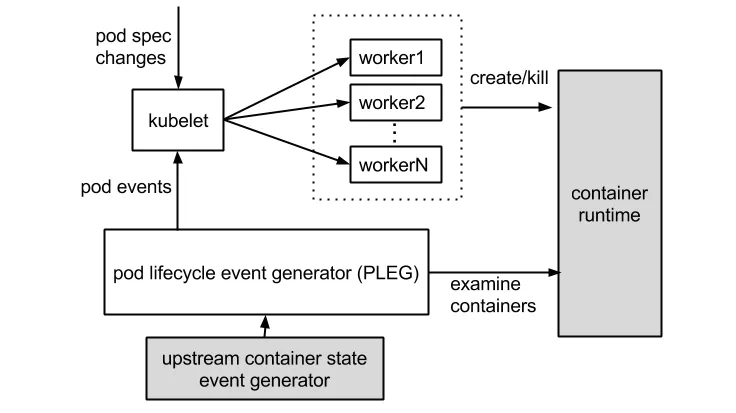 pod spec
changes
kubelet
worker1
worker2
workerN
create/kill
container
runtime
pod events
pod lifecycle event generator (PLEG)
examine
containers
upstream container state
event generator